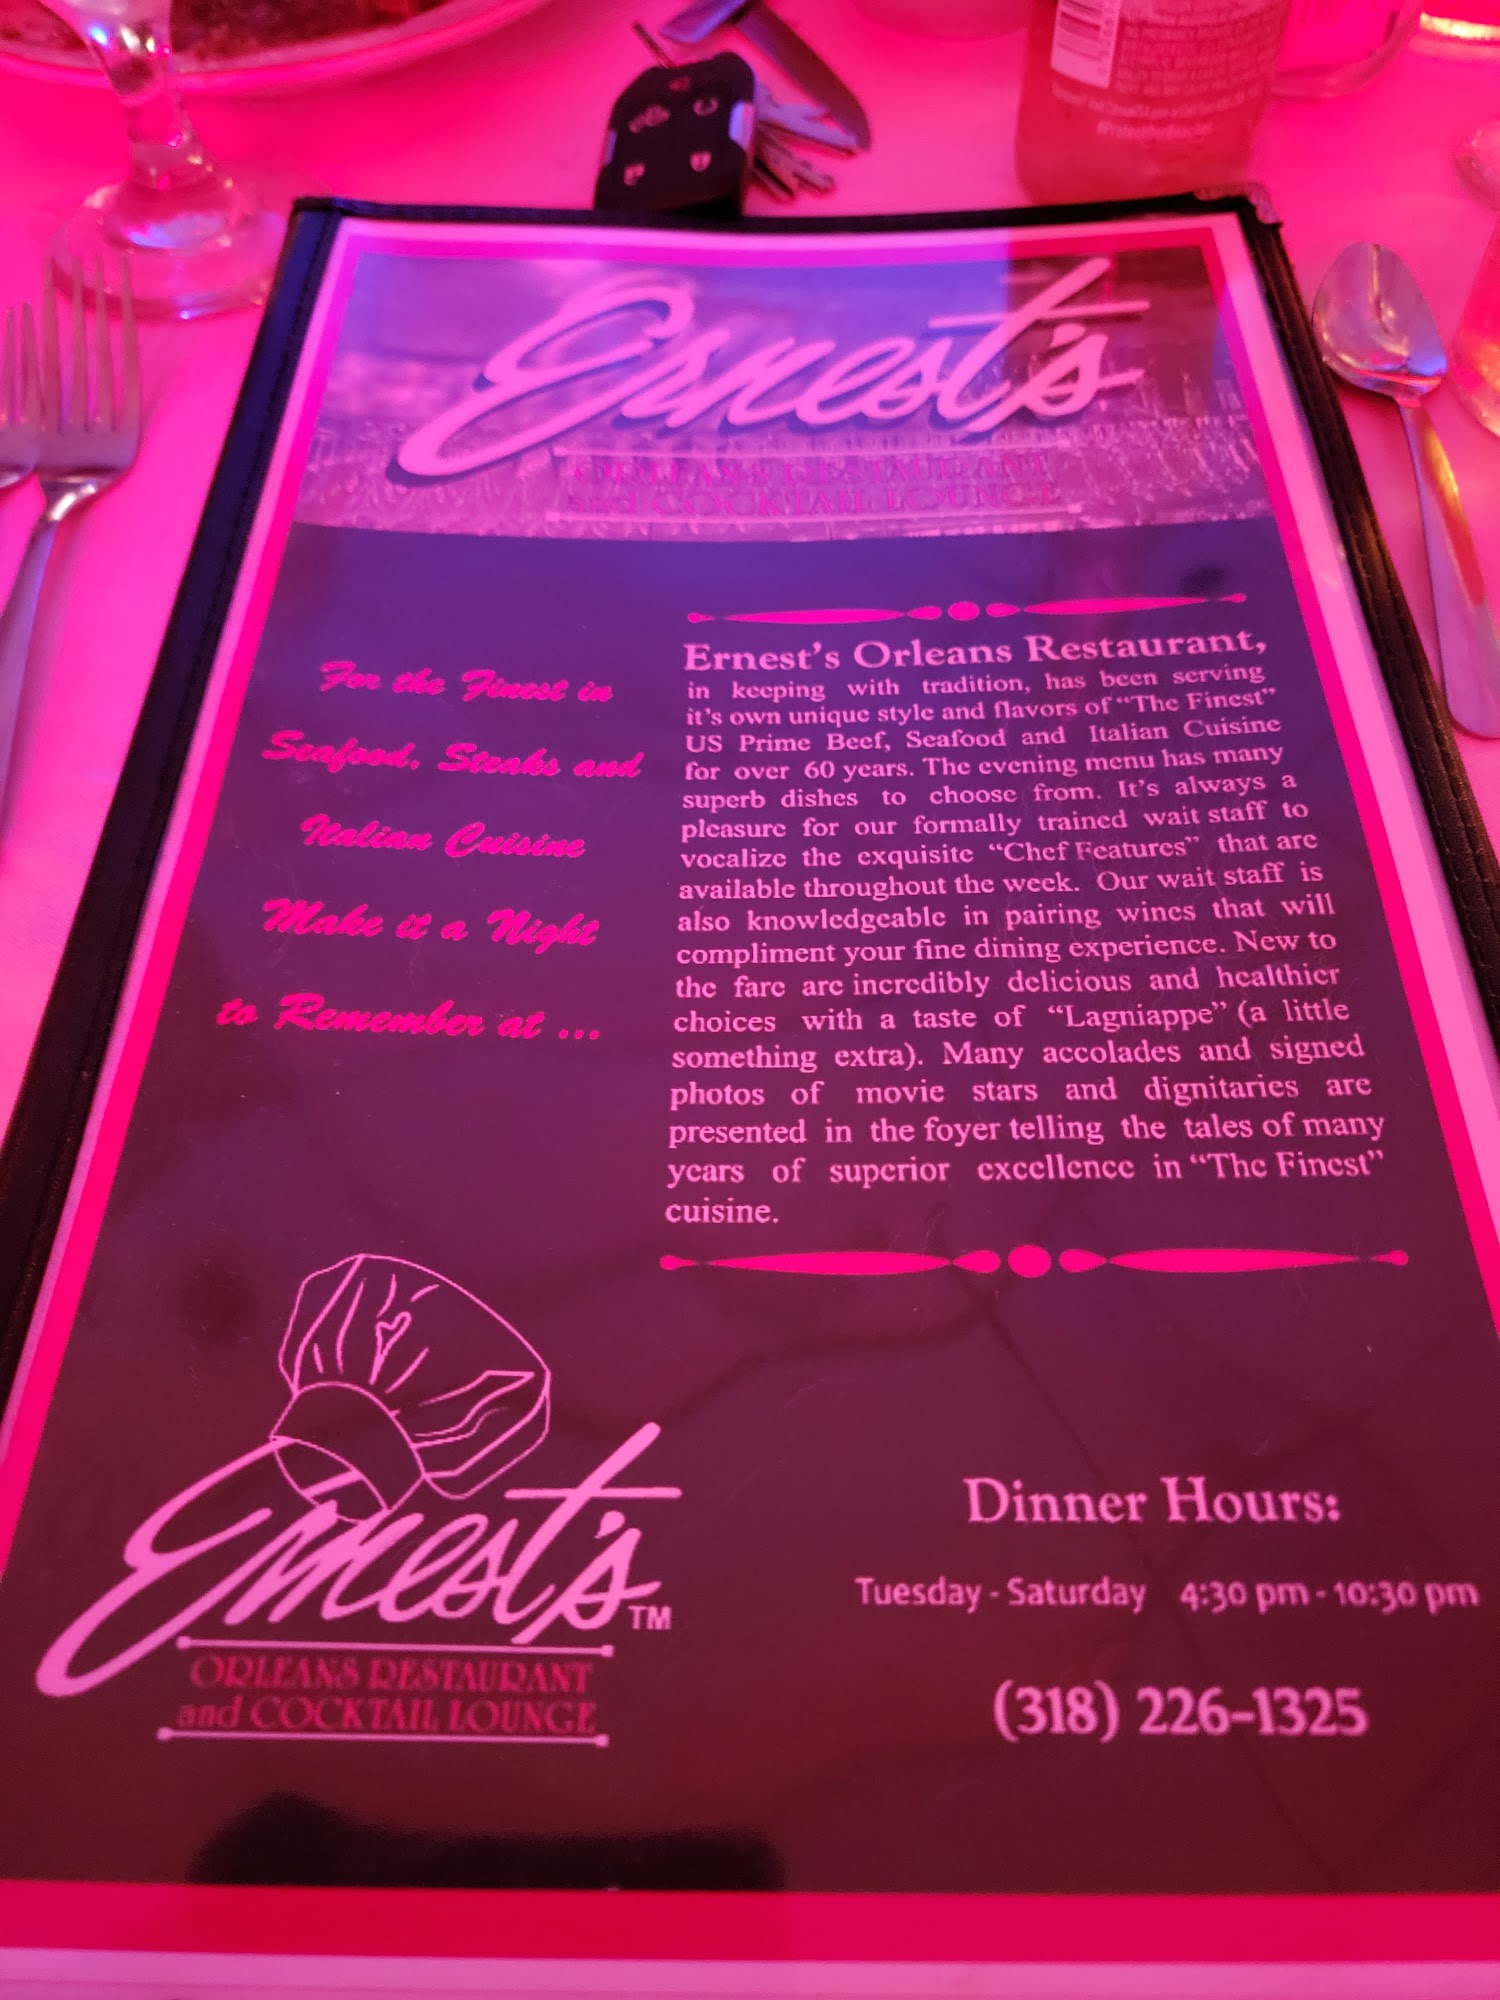 Ernest's
ORLEANS RESTAURANT
and COCKTAIL LOUNGE
For the Finest in
Seafood, Steaks and
Italian Cuisine
Make it a Night
to Remember at ...
Ernest's Orleans Restaurant,
in keeping with tradition, has been serving
it's own unique style and flavors of "The Finest"
US Prime Beef, Seafood and Italian Cuisine
for over 60 years. The evening menu has many
superb dishes to choose from. It's always a
pleasure for our formally trained wait staff to
vocalize the exquisite "Chef Features" that are
available throughout the week. Our wait staff is
also knowledgeable in pairing wines that will
compliment your fine dining experience. New to
the fare are incredibly delicious and healthier
choices with a taste of "Lagniappe" (a little
something extra). Many accolades and signed
photos of movie stars and dignitaries are
presented in the foyer telling the tales of many
years of superior excellence in "The Finest"
cuisine.
Ernest's TM
ORLEANS RESTAURANT
and COCKTAIL LOUNGE
Dinner Hours:
Tuesday - Saturday 4:30 pm - 10:30 pm
(318) 226-1325